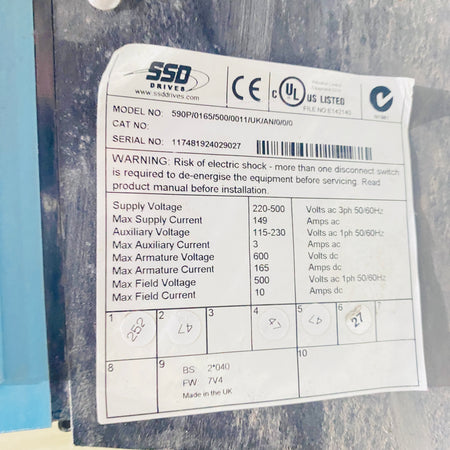 SSD
DRIVES
www.ssddrives.com
CE
C UL US LISTED
FILE NO E142140
MODEL NO: 590P/0165/500/0011/UK/AN/0/0/0
CAT NO:
SERIAL NO: 117481924029027
WARNING: Risk of electric shock - more than one disconnect switch
is required to de-energise the equipment before servicing. Read
product manual before installation.
Supply Voltage 220-500 Volts ac 3ph 50/60Hz
Max Supply Current 149 Amps ac
Auxiliary Voltage 115-230 Volts ac 1ph 50/60Hz
Max Auxiliary Current 3 Amps ac
Max Armature Voltage 600 Volts dc
Max Armature Current 165 Amps dc
Max Field Voltage 500 Volts ac 1ph 50/60Hz
Max Field Current 10 Amps dc
1 2 3 4 5 6 7
252 47 47 27
8 9 10
BS 2*040
FW 7V4
Made in the UK